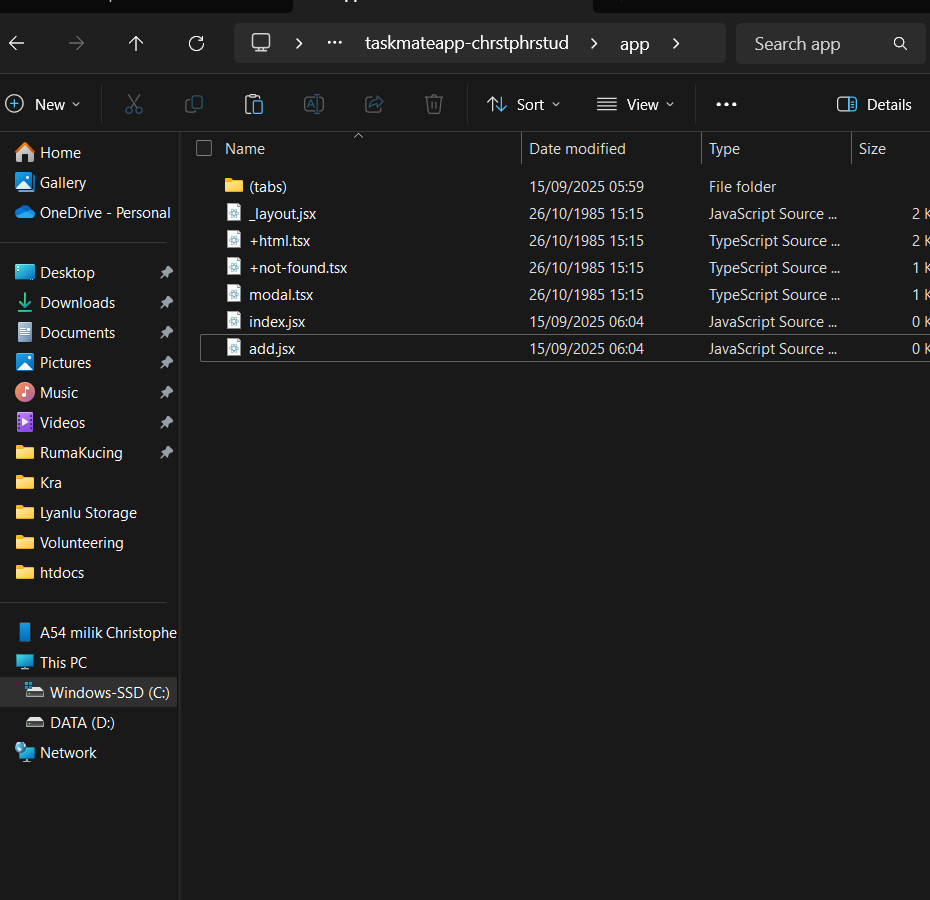 taskmateapp-chrstphrstud
app
Search app
New
Sort
View
Details
Home
Gallery
OneDrive - Personal
Desktop
Downloads
Documents
Pictures
Music
Videos
RumaKucing
Kra
Lyanlu Storage
Volunteering
htdocs
A54 milik Christophe
This PC
Windows-SSD (C:)
DATA (D:)
Network
Name Date modified Type Size
(tabs) 15/09/2025 05:59 File folder
_layout.jsx 26/10/1985 15:15 JavaScript Source ... 2 K
+html.tsx 26/10/1985 15:15 TypeScript Source ... 2 K
+not-found.tsx 26/10/1985 15:15 TypeScript Source ... 1 K
modal.tsx 26/10/1985 15:15 TypeScript Source ... 1 K
index.jsx 15/09/2025 06:04 JavaScript Source ... 0 K
add.jsx 15/09/2025 06:04 JavaScript Source ... 0 K